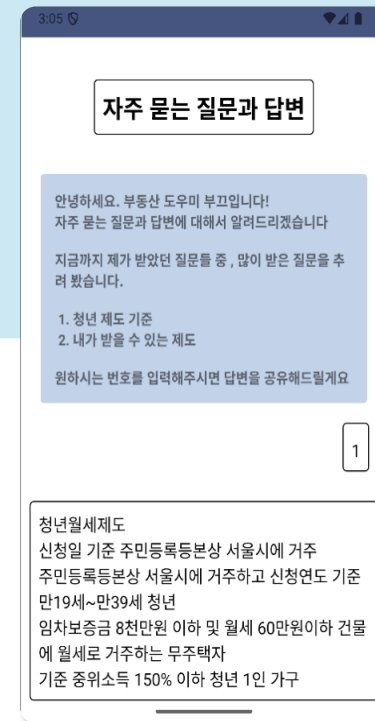 3:05
자주 묻는 질문과 답변
안녕하세요. 부동산 도우미 부끄입니다!
자주 묻는 질문과 답변에 대해서 알려드리겠습니다
지금까지 제가 받았던 질문들 중 , 많이 받은 질문을 추
려 봤습니다.
1. 청년 제도 기준
2. 내가 받을 수 있는 제도
원하시는 번호를 입력해주시면 답변을 공유해드릴게요
1
청년월세제도
신청일 기준 주민등록등본상 서울시에 거주
주민등록등본상 서울시에 거주하고 신청연도 기준
만19세~만39세 청년
임차보증금 8천만원 이하 및 월세 60만원이하 건물
에 월세로 거주하는 무주택자
기준 중위소득 150% 이하 청년 1인 가구